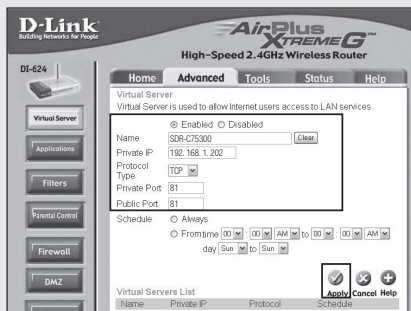 D-Link
Building Networks for People
AirPlus
XTREME G™
High-Speed 2.4GHz Wireless Router
DI-624
Home Advanced Tools Status Help
Virtual Server
Virtual Server is used to allow Internet users access to LAN services.
Enabled Disabled
Name SDR-C75300 Clear
Private IP 192.168.1.202
Protocol Type TCP
Private Port 81
Public Port 81
Schedule Always
From time 00 : 00 AM to 00 : 00 AM
day Sun to Sun
Apply Cancel Help
Virtual Servers List
Name Private IP Protocol Schedule
Virtual Server
Applications
Filters
Parental Control
Firewall
DMZ